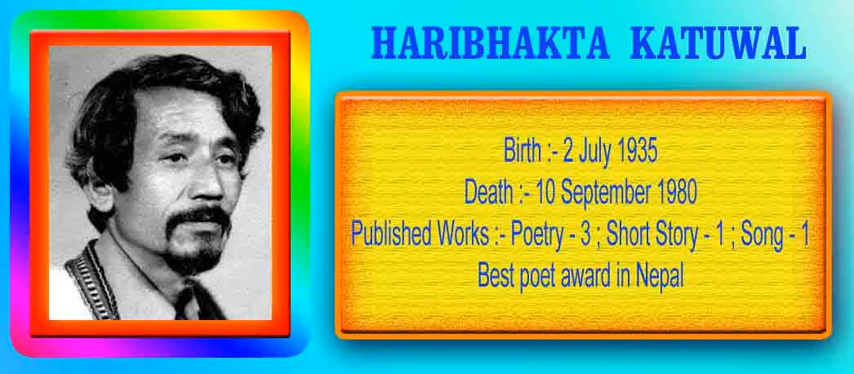 HARIBHAKTA KATUWAL
Birth :- 2 July 1935
Death :- 10 September 1980
Published Works :- Poetry - 3 ; Short Story - 1 ; Song - 1
Best poet award in Nepal